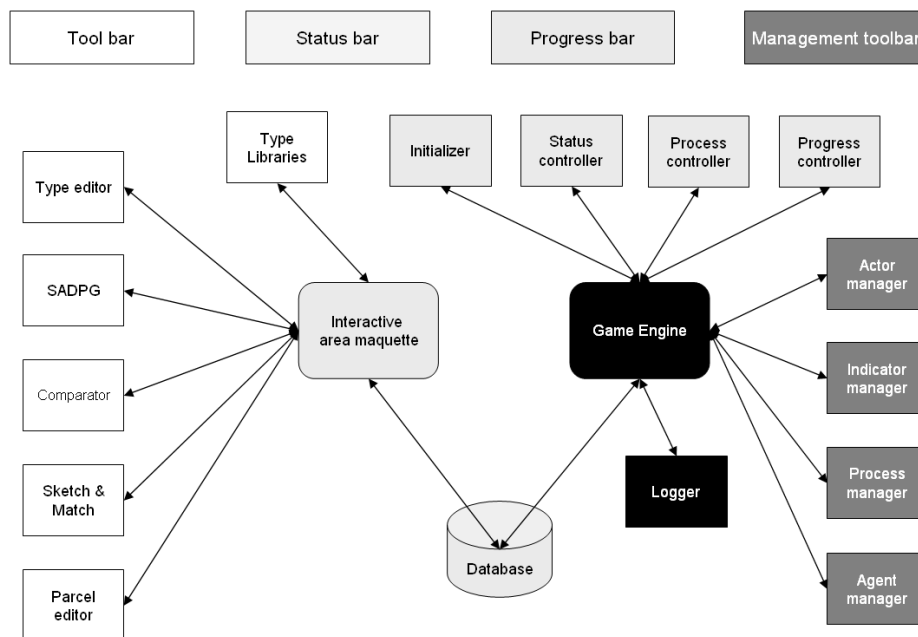 Tool bar
Status bar
Progress bar
Management toolbar
Type
Libraries
Initializer
Status
controller
Process
controller
Progress
controller
Type editor
SADPG
Comparator
Sketch &
Match
Parcel
editor
Interactive
area maquette
Game Engine
Logger
Database
Actor
manager
Indicator
manager
Process
manager
Agent
manager